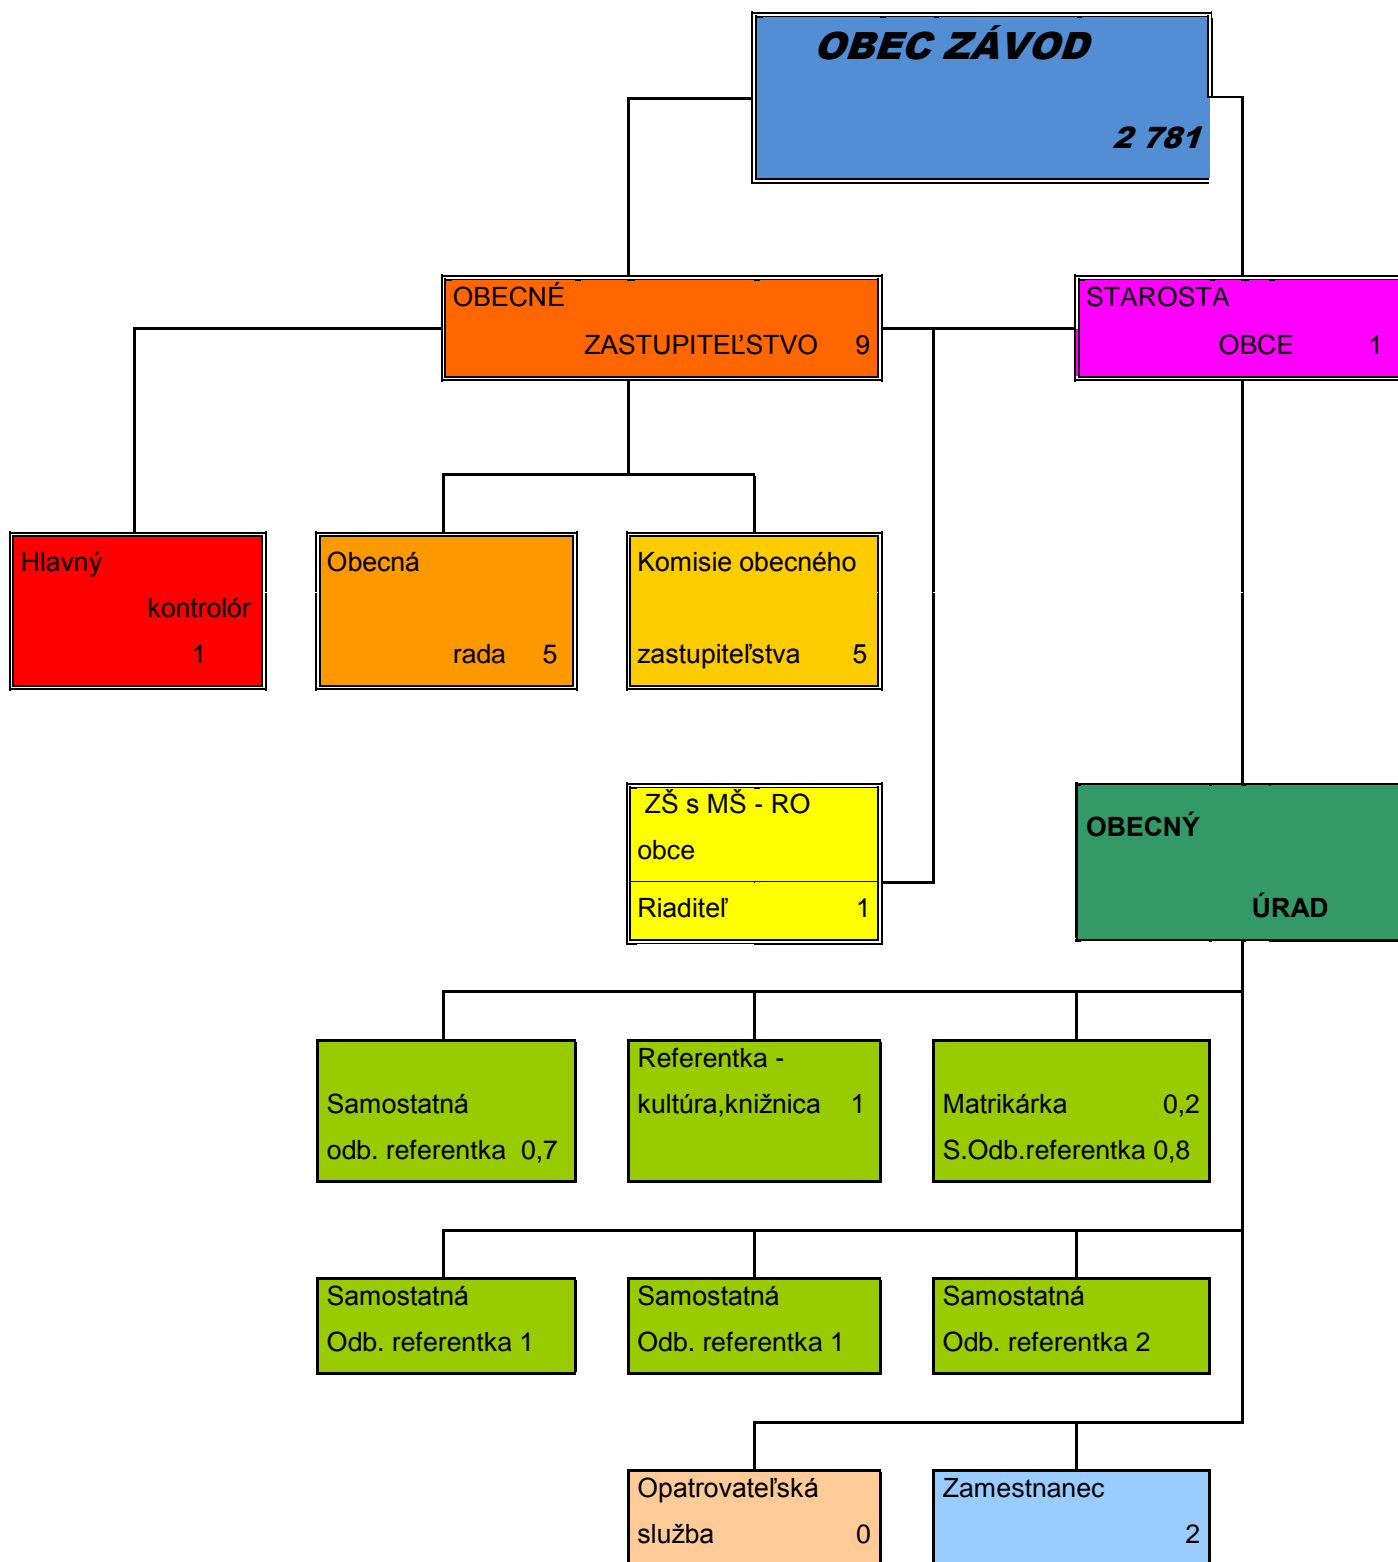 OBEC ZÁVOD
2 781
OBECNÉ
ZASTUPITEĽSTVO 9
STAROSTA
OBCE 1
Hlavný
kontrolór
1
Obecná
rada 5
Komisie obecného
zastupiteľstva 5
ZŠ s MŠ - RO
obce
Riaditeľ 1
OBECNÝ
ÚRAD
Samostatná
odb. referentka 0,7
Referentka -
kultúra,knižnica 1
Matrikárka 0,2
S.Odb.referentka 0,8
Samostatná
Odb. referentka 1
Samostatná
Odb. referentka 1
Samostatná
Odb. referentka 2
Opatrovateľská
služba 0
Zamestnanec
2